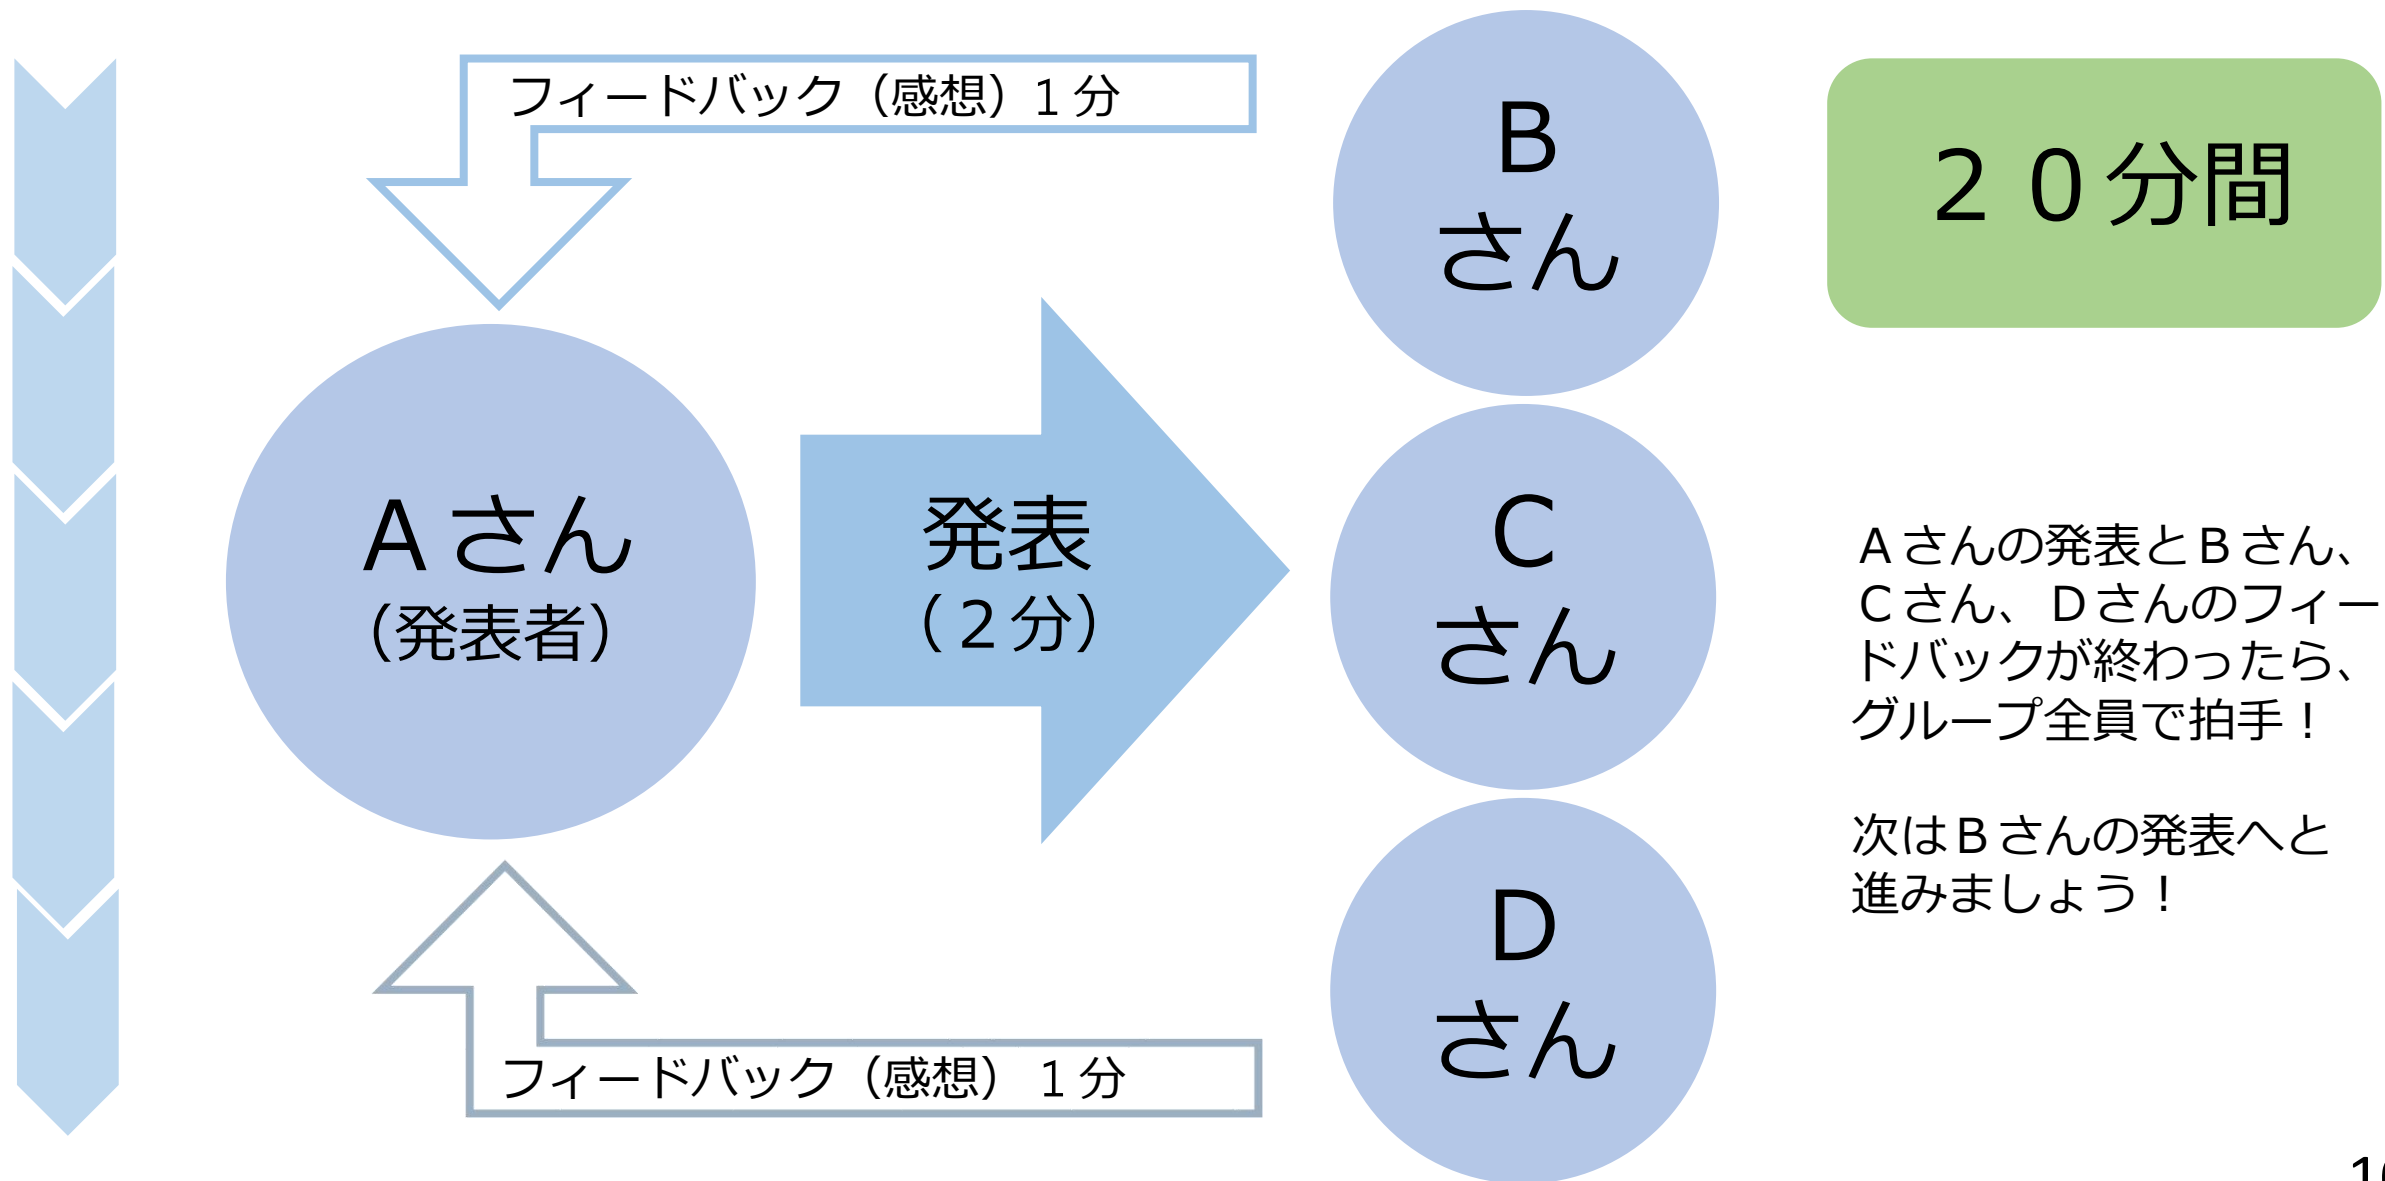 フィードバック（感想）１分
Ｂ
さん
２０分間
Ａさん
（発表者）
発表
（２分）
Ｃ
さん
Ａさんの発表とＢさん、
Ｃさん、Ｄさんのフィー
ドバックが終わったら、
グループ全員で拍手！
次はＢさんの発表へと
進みましょう！
Ｄ
さん
フィードバック（感想）１分